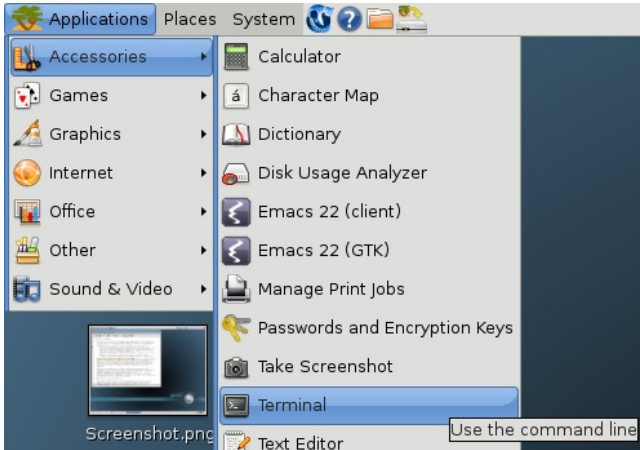 Applications Places System
Accessories
Games
Graphics
Internet
Office
Other
Sound & Video
Calculator
á Character Map
Dictionary
Disk Usage Analyzer
Emacs 22 (client)
Emacs 22 (GTK)
Manage Print Jobs
Passwords and Encryption Keys
Take Screenshot
Terminal
Use the command line
Text Editor
Screenshot.png